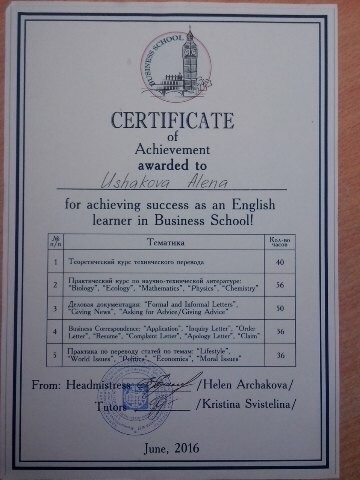 BUSINESS SCHOOL
CERTIFICATE
of
Achievement
awarded to
Ushakova Alena
for achieving success as an English
learner in Business School!
№ п/п Тематика Кол-во часов
1 Теоретический курс технического перевода 40
2 Практический курс по научно-технической литературе:
"Biology", "Ecology", "Mathematics", "Physics", "Chemistry" 56
3 Деловая документация: "Formal and Informal Letters",
"Giving News", "Asking for Advice/Giving Advice" 50
4 Business Correspondence: "Application", "Inquiry Letter", "Order
Letter", "Resume", "Complaint Letter", "Apology Letter", "Claim" 36
5 Практика по переводу статей по темам: "Lifestyle",
"World Issues", "Politics", "Economics", "Moral Issues" 36
From: Headmistress /Helen Archakova/
Tutors /Kristina Svistelina/
June, 2016